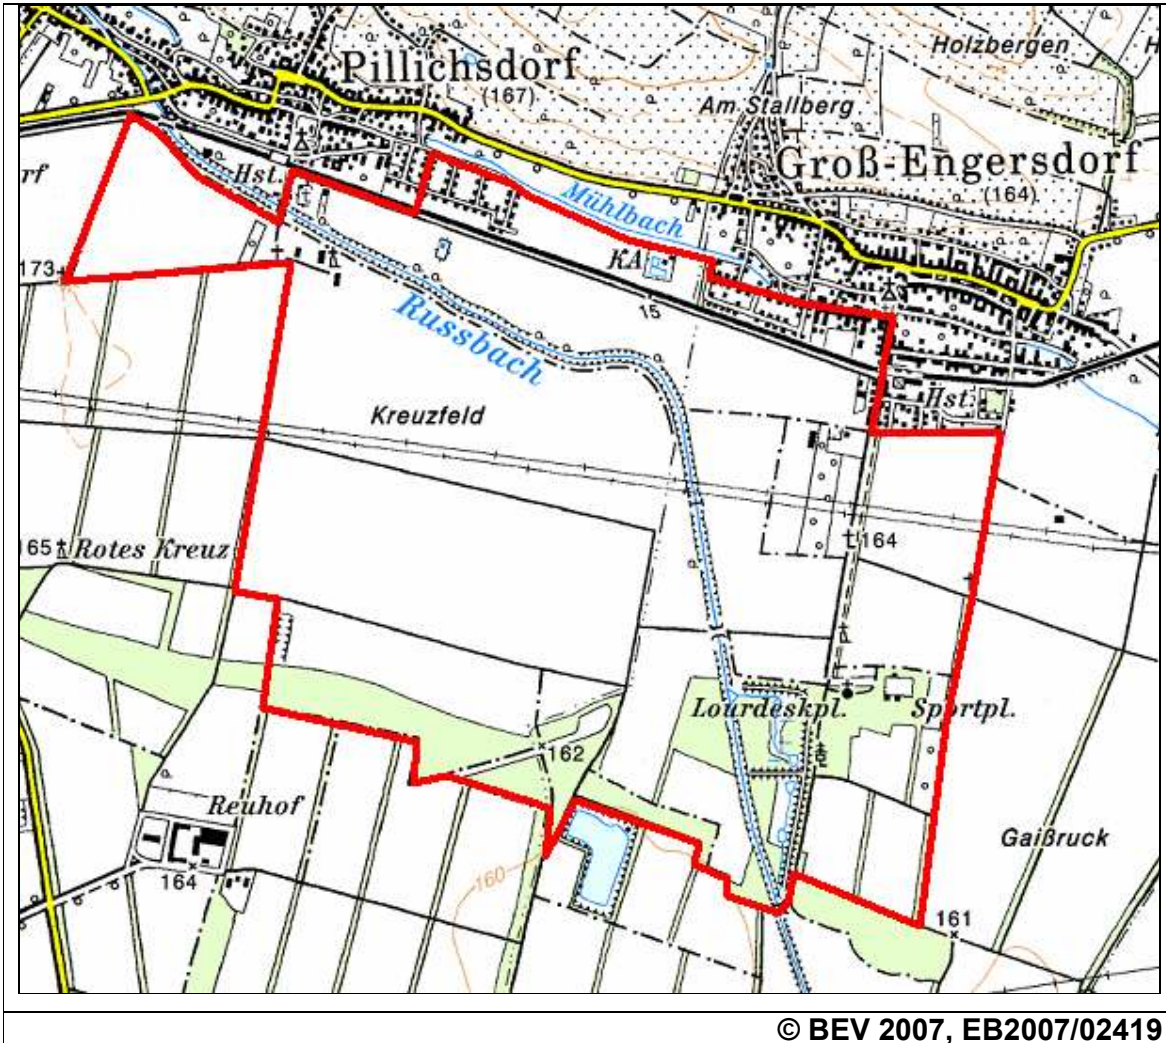 Holzbergen
H
Pillichsdorf
(167)
Am Stallberg
Groß-Engersdorf
(164)
rf
Hst.
Mühlbach
KA
173
15
Russbach
Kreuzfeld
Hst.
165 Rotes Kreuz
164
Lourdeskpl. Sportpl.
162
Reuhof
Gaißruck
164
160
161
© BEV 2007, EB2007/02419